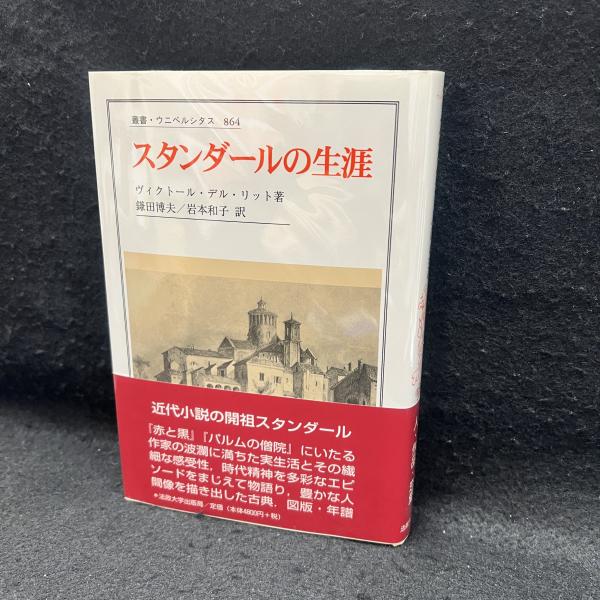 叢書・ウニベルシタス 864
スタンダールの生涯
ヴィクトール・デル・リット著
鎌田博夫/岩本和子 訳
近代小説の開祖スタンダール
『赤と黒』『パルムの僧院』にいたる
作家の波瀾に満ちた実生活とその繊
細な感受性，時代精神を多彩なエピ
ソードをまじえて物語り，豊かな人
間像を描き出した古典．図版・年譜
●法政大学出版局/定価（本体4800円+税）